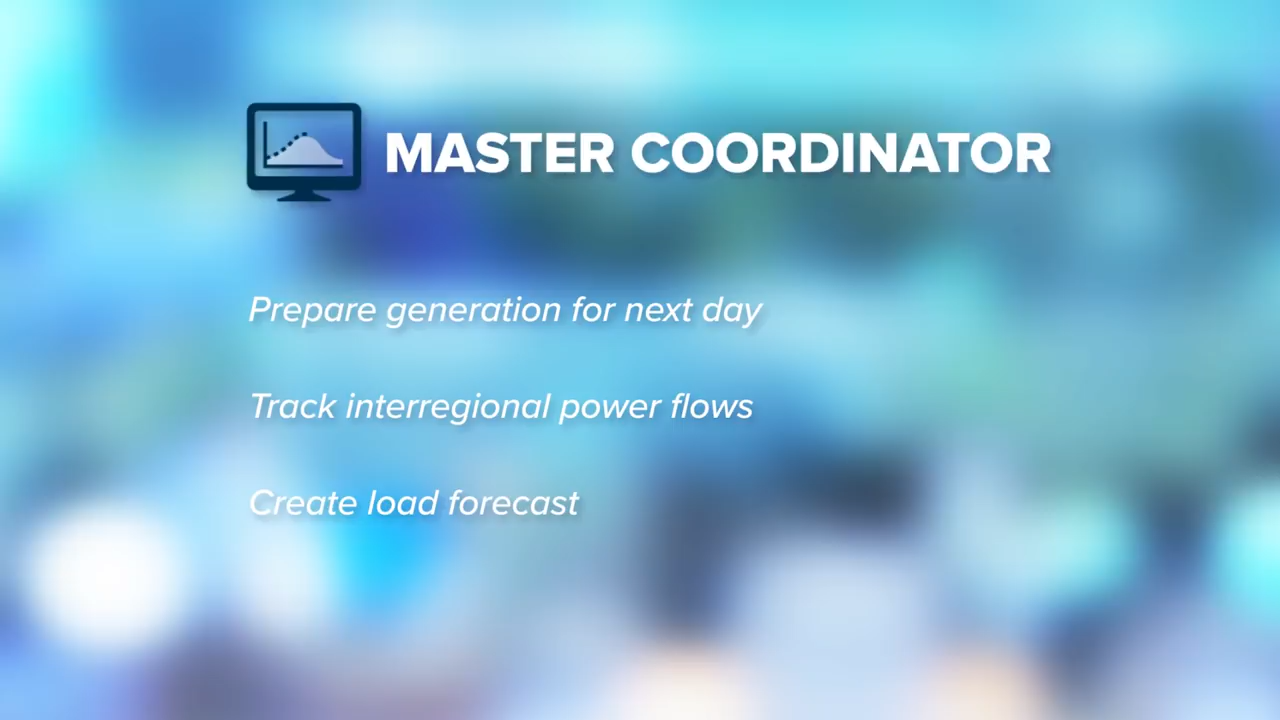 MASTER COORDINATOR
Prepare generation for next day
Track interregional power flows
Create load forecast